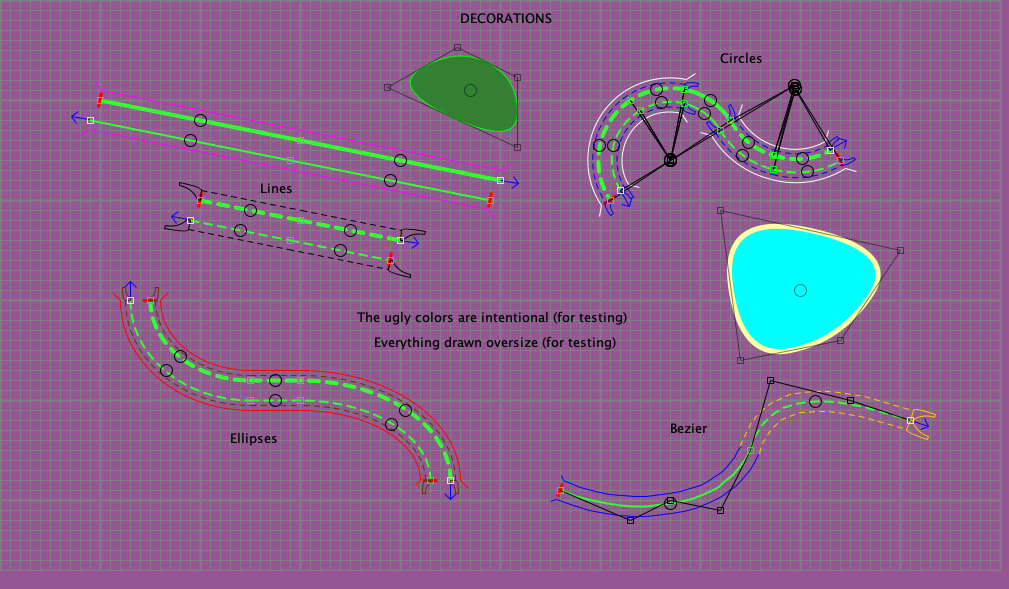 DECORATIONS
Circles
Lines
The ugly colors are intentional (for testing)
Everything drawn oversize (for testing)
Ellipses
Bezier